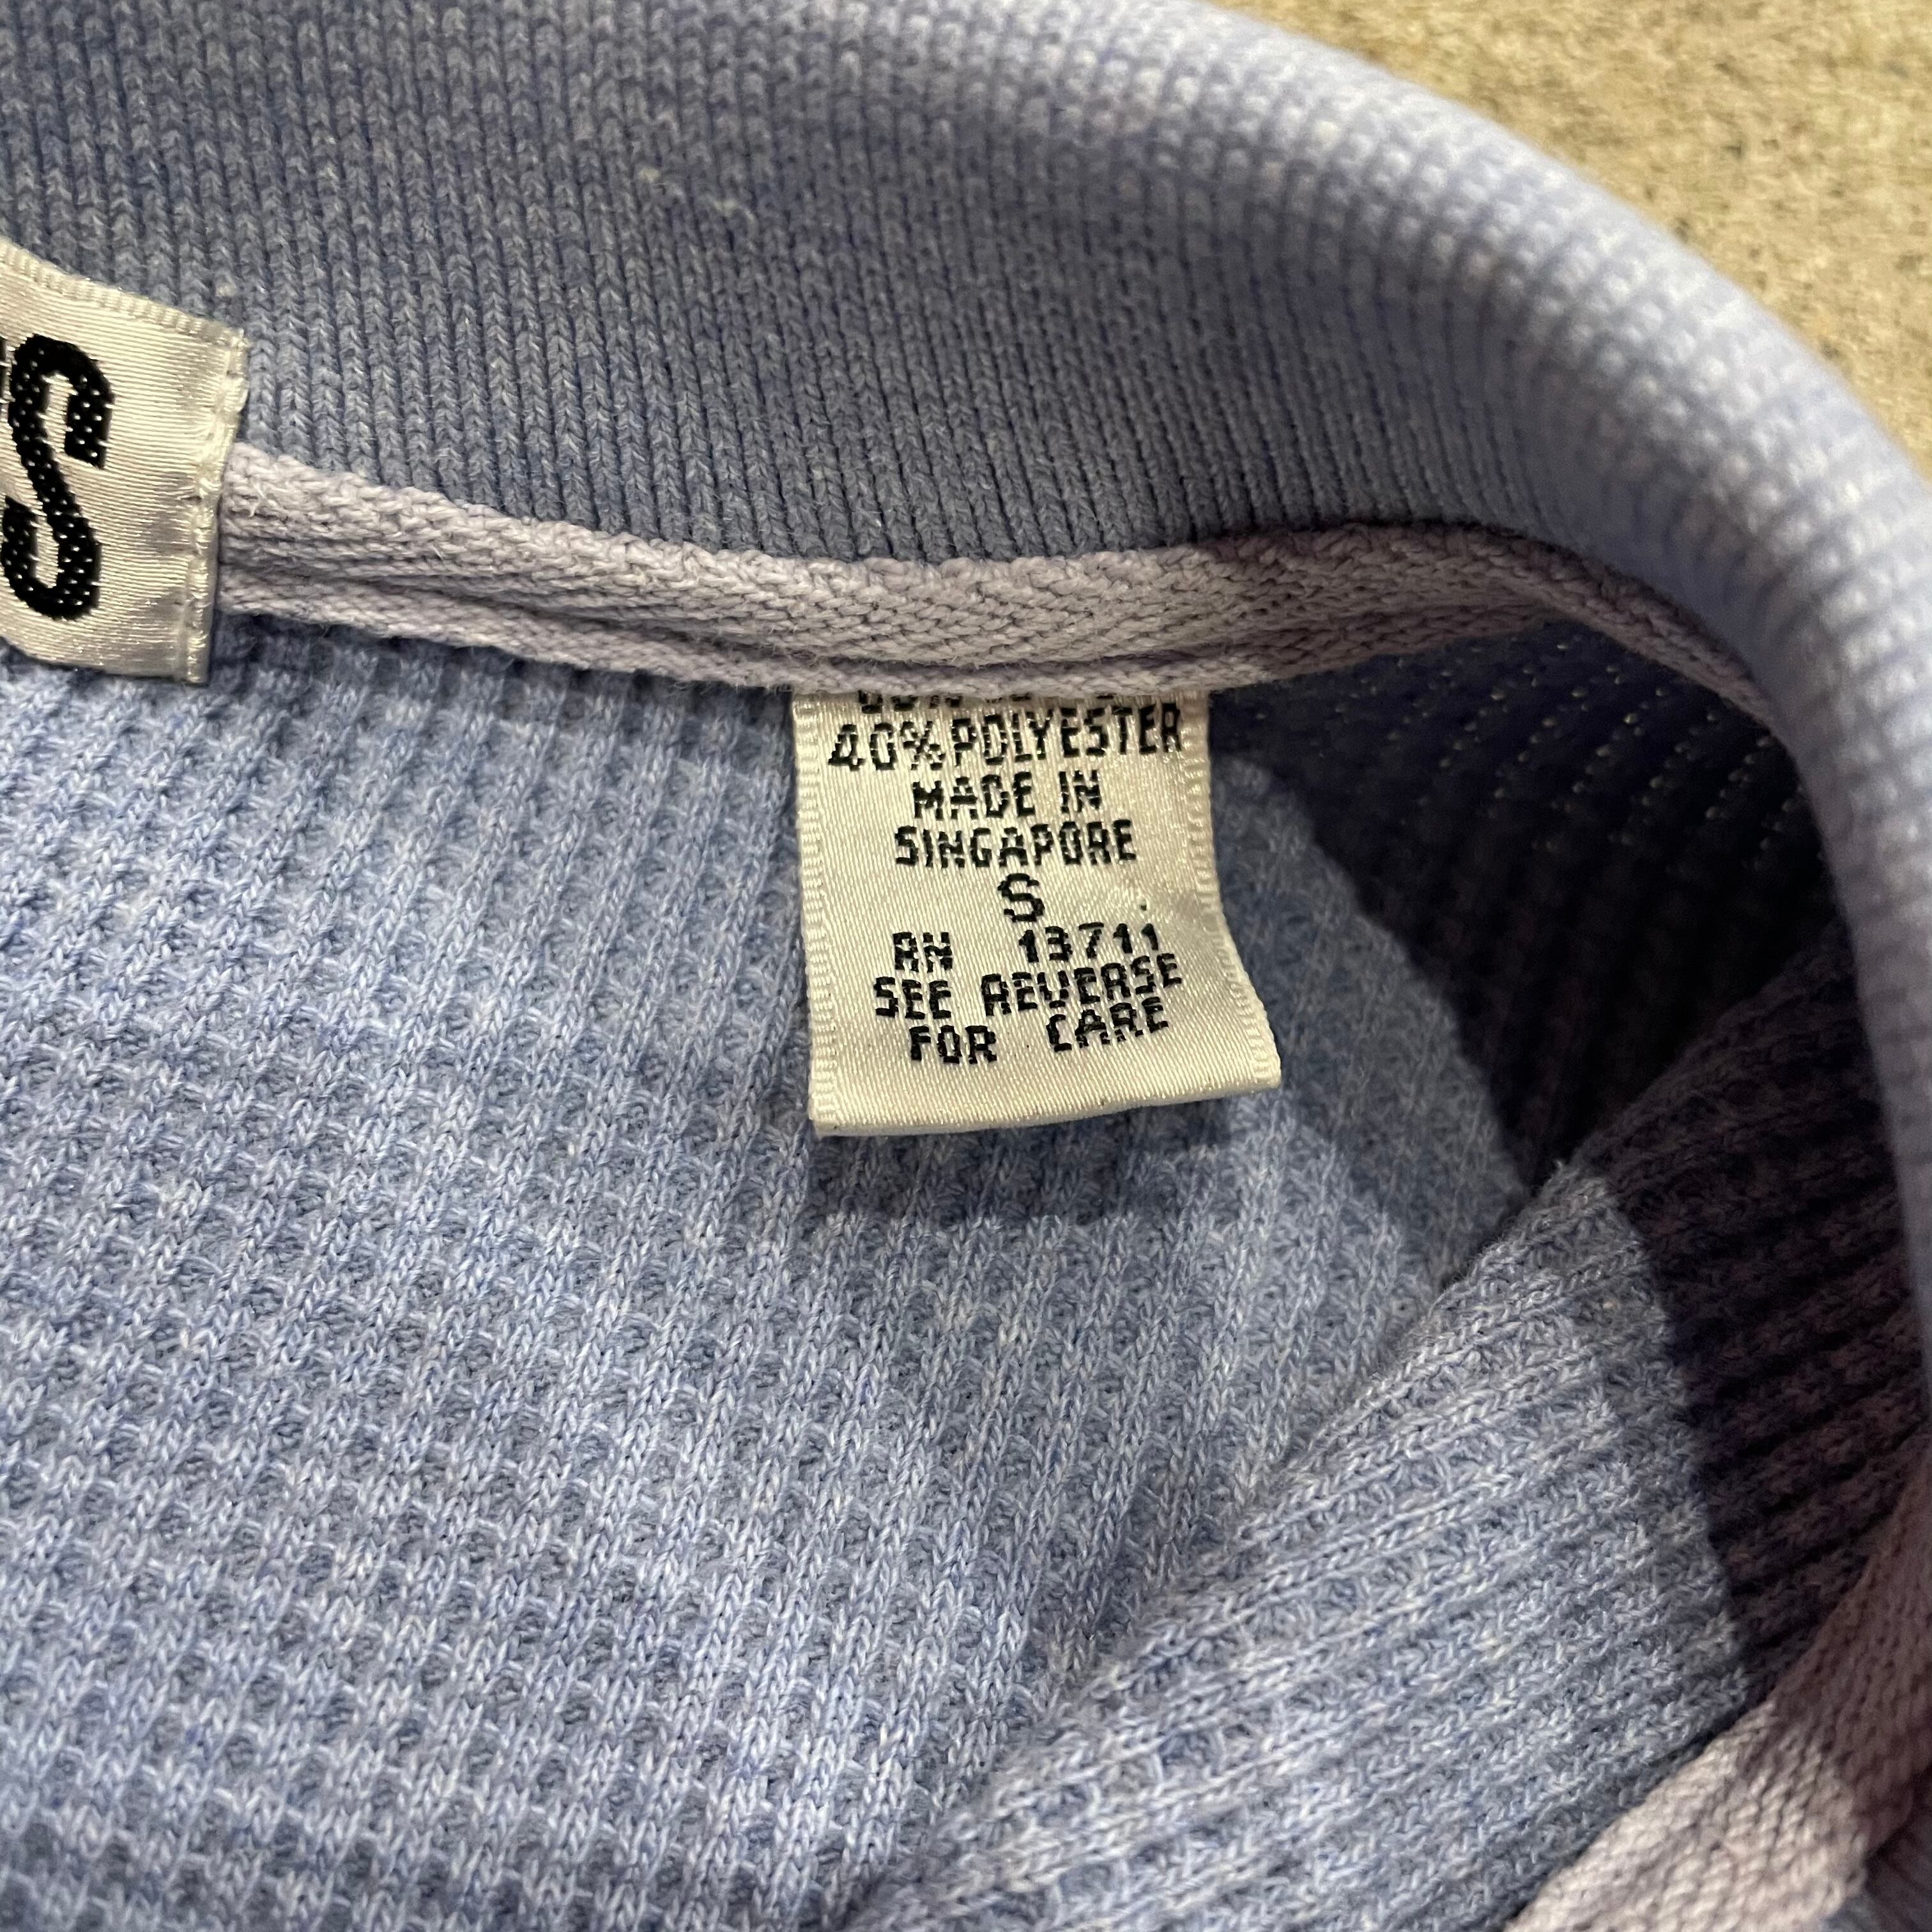 S
40% POLYESTER
MADE IN
SINGAPORE
S
RN 13711
SEE REVERSE
FOR CARE